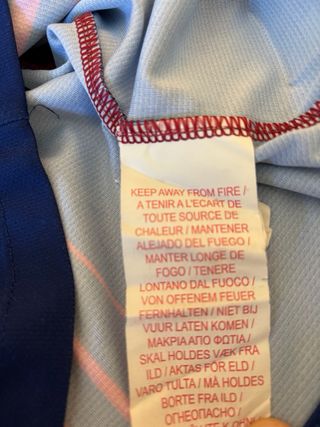 KEEP AWAY FROM FIRE /
A TENIR A L'ECART DE
TOUTE SOURCE DE
CHALEUR / MANTENER
ALEJADO DEL FUEGO /
MANTER LONGE DE
FOGO / TENERE
LONTANO DAL FUOCO /
VON OFFENEM FEUER
FERNHALTEN / NIET BIJ
VUUR LATEN KOMEN /
ΜΑΚΡΙΑ ΑΠΟ ΦΩΤΙΑ /
SKAL HOLDES VÆK FRA
ILD / AKTAS FÖR ELD /
VARO TULTA / MÅ HOLDES
BORTE FRA ILD /
ОГНЕОПАСНО /